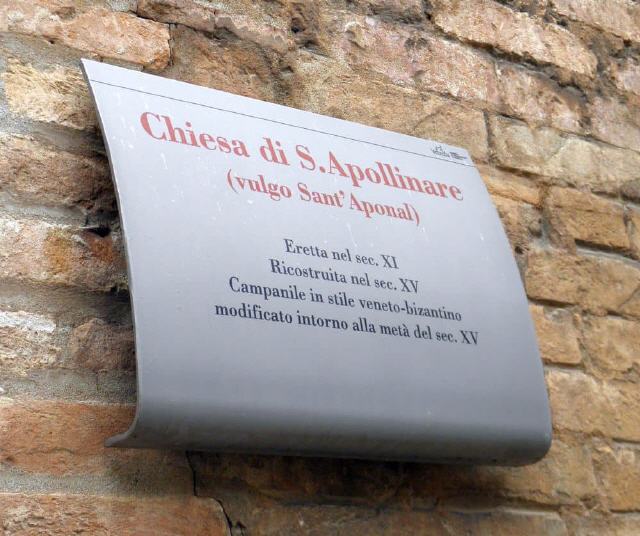 Chiesa di S.Apollinare
(vulgo Sant'Aponal)
Eretta nel sec. XI
Ricostruita nel sec. XV
Campanile in stile veneto-bizantino
modificato intorno alla metà del sec. XV